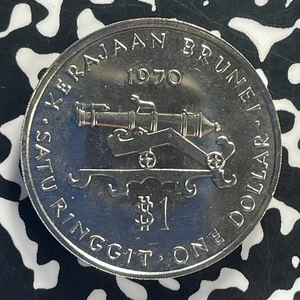 KERAJAAN BRUNEI
1970
$1
SATU RINGGIT · ONE DOLLAR